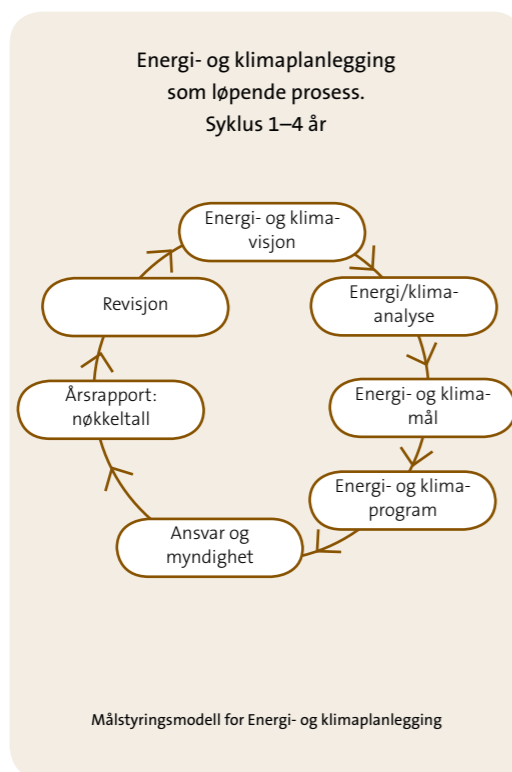 Energi- og klimaplanlegging
som løpende prosess.
Syklus 1–4 år
Energi- og klima-
visjon
Energi/klima-
analyse
Energi- og klima-
mål
Energi- og klima-
program
Ansvar og
myndighet
Årsrapport:
nøkkeltall
Revisjon
Målstyringsmodell for Energi- og klimaplanlegging